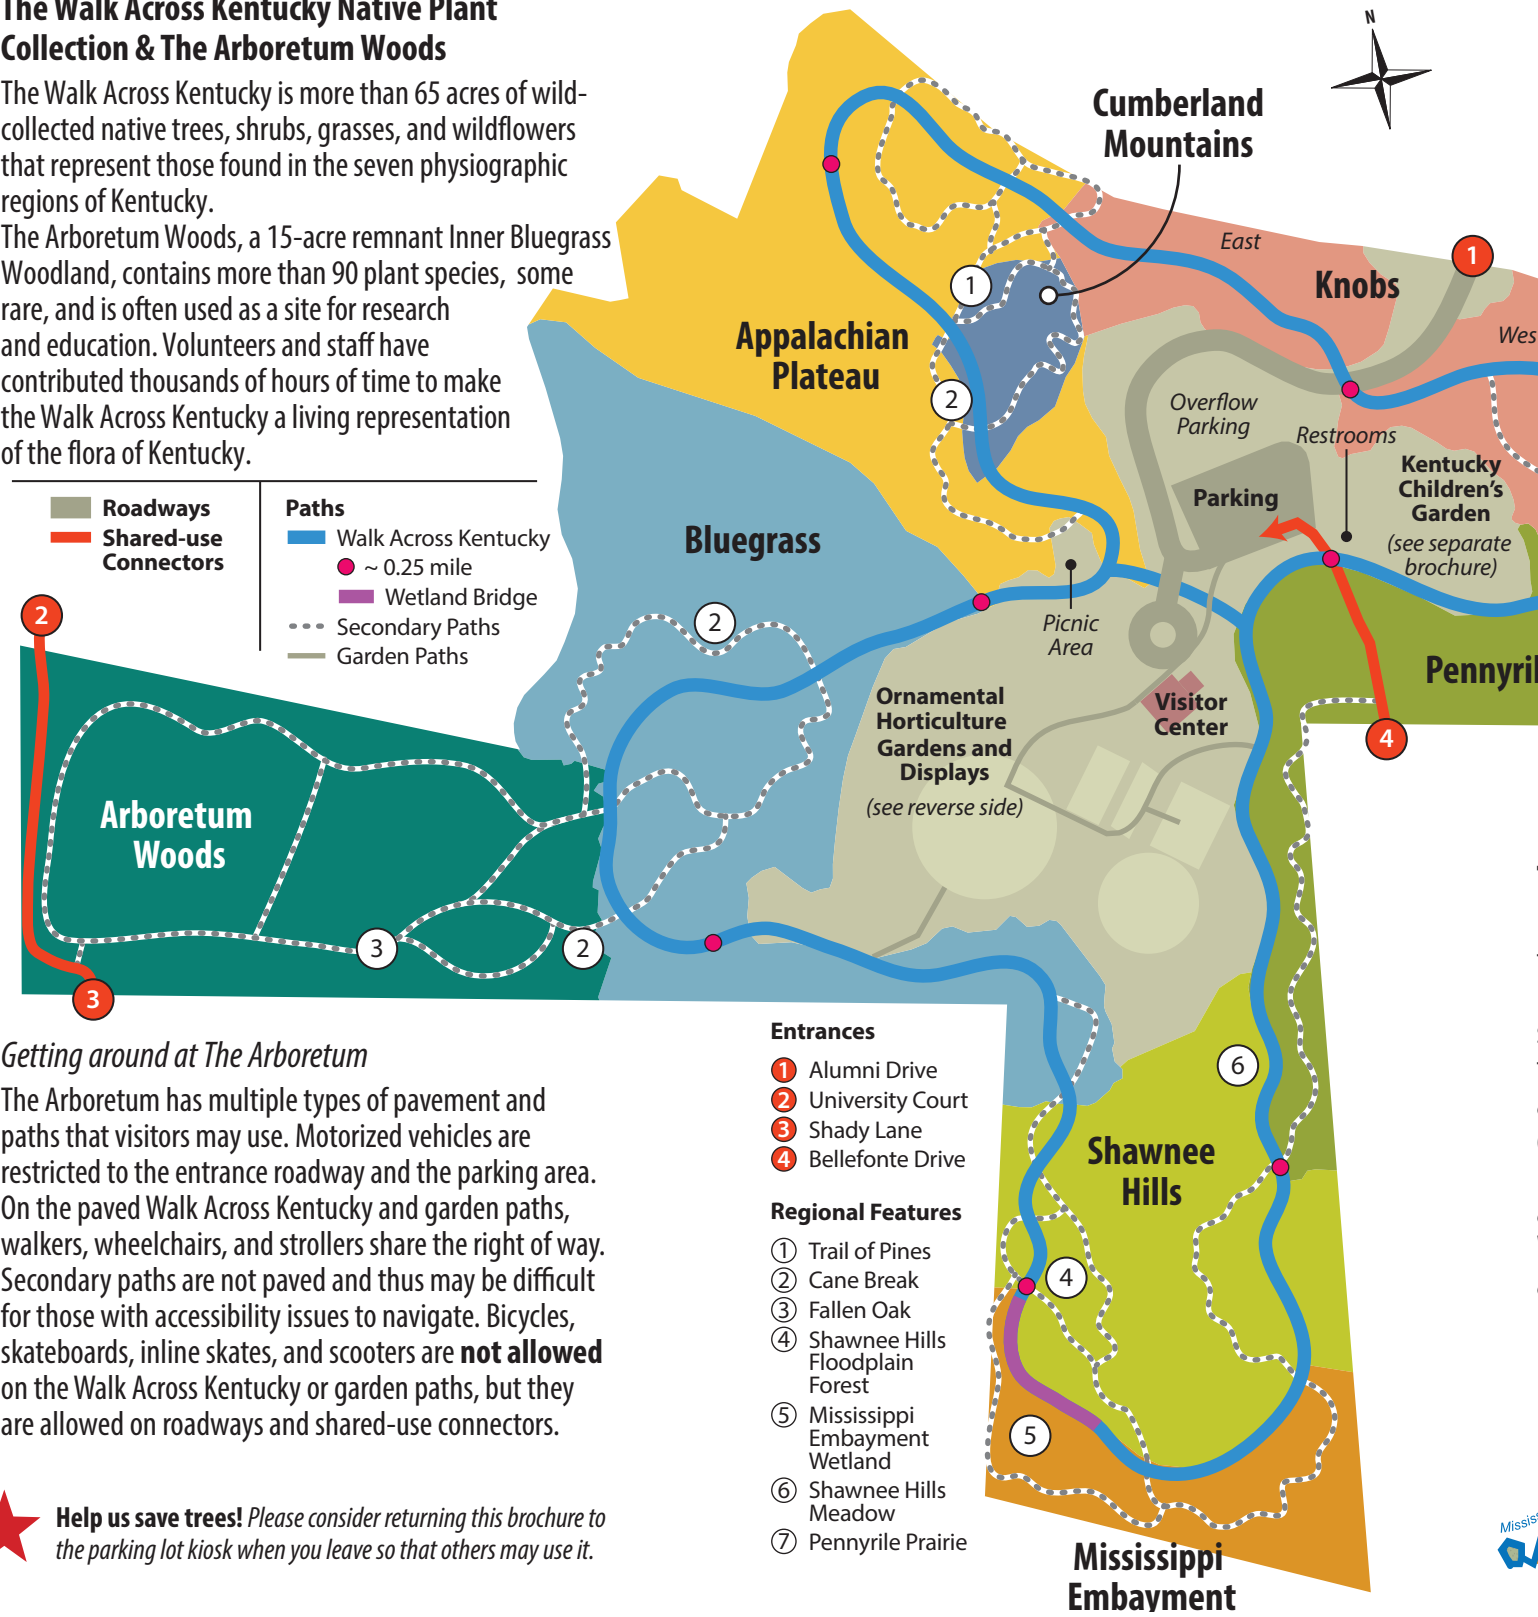 The Walk Across Kentucky Native Plant
Collection & The Arboretum Woods
The Walk Across Kentucky is more than 65 acres of wild-
collected native trees, shrubs, grasses, and wildflowers
that represent those found in the seven physiographic
regions of Kentucky.
The Arboretum Woods, a 15-acre remnant Inner Bluegrass
Woodland, contains more than 90 plant species, some
rare, and is often used as a site for research
and education. Volunteers and staff have
contributed thousands of hours of time to make
the Walk Across Kentucky a living representation
of the flora of Kentucky.
Roadways
Shared-use
Connectors
Paths
Walk Across Kentucky
~ 0.25 mile
Wetland Bridge
Secondary Paths
Garden Paths
N
Cumberland
Mountains
East
Knobs
1
Wes
1
Appalachian
Plateau
2
Overflow
Parking
Restrooms
Parking
Kentucky
Children's
Garden
(see separate
brochure)
Bluegrass
2
2
Picnic
Area
Pennyril
Ornamental
Horticulture
Gardens and
Displays
(see reverse side)
Visitor
Center
4
Arboretum
Woods
3
2
3
6
Shawnee
Hills
4
5
Mississippi
Embayment
Getting around at The Arboretum
The Arboretum has multiple types of pavement and
paths that visitors may use. Motorized vehicles are
restricted to the entrance roadway and the parking area.
On the paved Walk Across Kentucky and garden paths,
walkers, wheelchairs, and strollers share the right of way.
Secondary paths are not paved and thus may be difficult
for those with accessibility issues to navigate. Bicycles,
skateboards, inline skates, and scooters are not allowed
on the Walk Across Kentucky or garden paths, but they
are allowed on roadways and shared-use connectors.
Help us save trees! Please consider returning this brochure to
the parking lot kiosk when you leave so that others may use it.
Entrances
1 Alumni Drive
2 University Court
3 Shady Lane
4 Bellefonte Drive
Regional Features
1 Trail of Pines
2 Cane Break
3 Fallen Oak
4 Shawnee Hills
Floodplain
Forest
5 Mississippi
Embayment
Wetland
6 Shawnee Hills
Meadow
7 Pennyrile Prairie
Missis